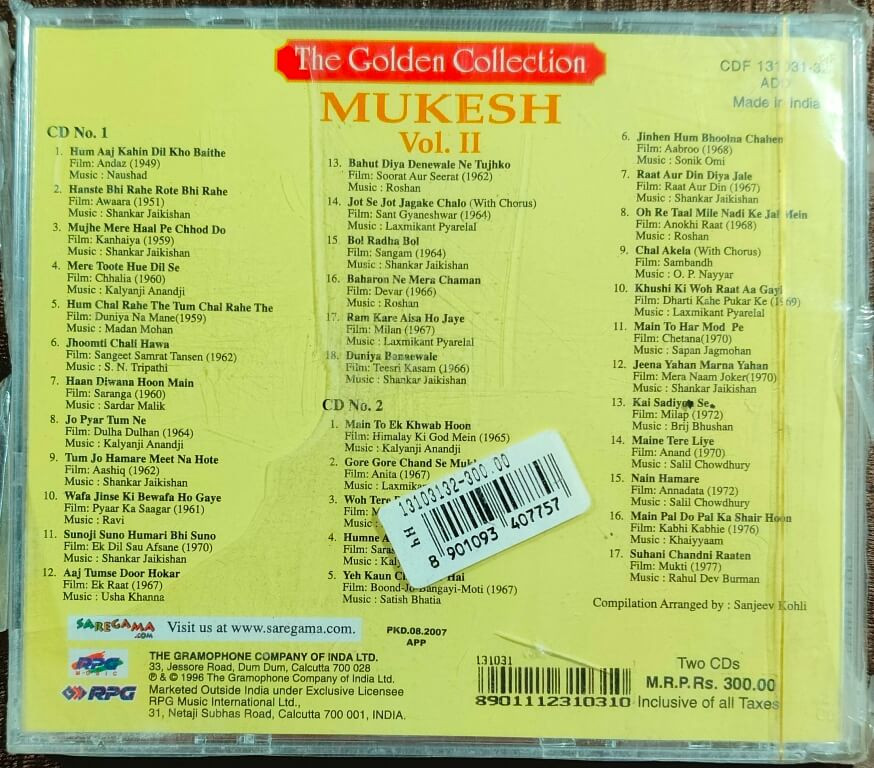 The Golden Collection
MUKESH
Vol. II
CDF 131031-3
ADD
Made in India
CD No. 1
1. Hum Aaj Kahin Dil Kho Baithe
Film: Andaz (1949)
Music : Naushad
2. Hanste Bhi Rahe Rote Bhi Rahe
Film: Awaara (1951)
Music : Shankar Jaikishan
3. Mujhe Mere Haal Pe Chhod Do
Film: Kanhaiya (1959)
Music : Shankar Jaikishan
4. Mere Toote Hue Dil Se
Film: Chhalia (1960)
Music : Kalyanji Anandji
5. Hum Chal Rahe The Tum Chal Rahe The
Film: Duniya Na Mane(1959)
Music : Madan Mohan
6. Jhoomti Chali Hawa
Film: Sangeet Samrat Tansen (1962)
Music : S. N. Tripathi
7. Haan Diwana Hoon Main
Film: Saranga (1960)
Music : Sardar Malik
8. Jo Pyar Tum Ne
Film: Dulha Dulhan (1964)
Music : Kalyanji Anandji
9. Tum Jo Hamare Meet Na Hote
Film: Aashiq (1962)
Music : Shankar Jaikishan
10. Wafa Jinse Ki Bewafa Ho Gaye
Film: Pyaar Ka Saagar (1961)
Music : Ravi
11. Sunoji Suno Humari Bhi Suno
Film: Ek Dil Sau Afsane (1970)
Music : Shankar Jaikishan
12. Aaj Tumse Door Hokar
Film: Ek Raat (1967)
Music : Usha Khanna
13. Bahut Diya Denewale Ne Tujhko
Film: Soorat Aur Seerat (1962)
Music : Roshan
14. Jot Se Jot Jagake Chalo (With Chorus)
Film: Sant Gyaneshwar (1964)
Music : Laxmikant Pyarelal
15. Bol Radha Bol
Film: Sangam (1964)
Music : Shankar Jaikishan
16. Baharon Ne Mera Chaman
Film: Devar (1966)
Music : Roshan
17. Ram Kare Aisa Ho Jaye
Film: Milan (1967)
Music : Laxmikant Pyarelal
18. Duniya Banaewale
Film: Teesri Kasam (1966)
Music : Shankar Jaikishan
CD No. 2
1. Main To Ek Khwab Hoon
Film: Himalay Ki God Mein (1965)
Music : Kalyanji Anandji
2. Gore Gore Chand Se
Film: Anita (1967)
Music :
3. Woh Tere
Music :
4. Humne
Film:
Music :
5. Yeh Kaun Hai
Film: Boond-Jo-Bangayi-Moti (1967)
Music : Satish Bhatia
6. Jinhen Hum Bhoolna Chahen
Film: Aabroo (1968)
Music : Sonik Omi
7. Raat Aur Din Diya Jale
Film: Raat Aur Din (1967)
Music : Shankar Jaikishan
8. Oh Re Taal Mile Nadi Ke Jal Mein
Film: Anokhi Raat (1968)
Music : Roshan
9. Chal Akela (With Chorus)
Film: Sambandh
Music : O. P. Nayyar
10. Khushi Ki Woh Raat Aa Gayi
Film: Dharti Kahe Pukar Ke (1969)
Music : Laxmikant Pyarelal
11. Main To Har Mod Pe
Film: Chetana(1970)
Music : Sapan Jagmohan
12. Jeena Yahan Marna Yahan
Film: Mera Naam Joker(1970)
Music : Shankar Jaikishan
13. Kai Sadiyon Se
Film: Milap (1972)
Music : Brij Bhushan
14. Maine Tere Liye
Film: Anand (1970)
Music : Salil Chowdhury
15. Nain Hamare
Film: Annadata (1972)
Music : Salil Chowdhury
16. Main Pal Do Pal Ka Shair Hoon
Film: Kabhi Kabhie (1976)
Music : Khaiyyaam
17. Suhani Chandni Raaten
Film: Mukti (1977)
Music : Rahul Dev Burman
Compilation Arranged by : Sanjeev Kohli
13103132-300.00
HH
8 901093 407757
SAREGAMA .COM Visit us at www.saregama.com.
PKD.08.2007
APP
RPG MUSIC
RPG
THE GRAMOPHONE COMPANY OF INDIA LTD.
33, Jessore Road, Dum Dum, Calcutta 700 028
℗ & © 1996 The Gramophone Company of India Ltd.
Marketed Outside India under Exclusive Licensee
RPG Music International Ltd.,
31, Netaji Subhas Road, Calcutta 700 001, INDIA.
131031
8901112310310
Two CDs
M.R.P.Rs. 300.00
Inclusive of all Taxes